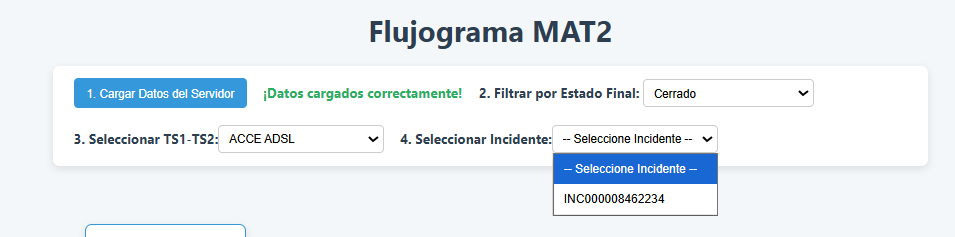 Flujograma MAT2
1. Cargar Datos del Servidor ¡Datos cargados correctamente! 2. Filtrar por Estado Final: Cerrado
3. Seleccionar TS1-TS2: ACCE ADSL 4. Seleccionar Incidente: -- Seleccione Incidente --
-- Seleccione Incidente --
INC000008462234